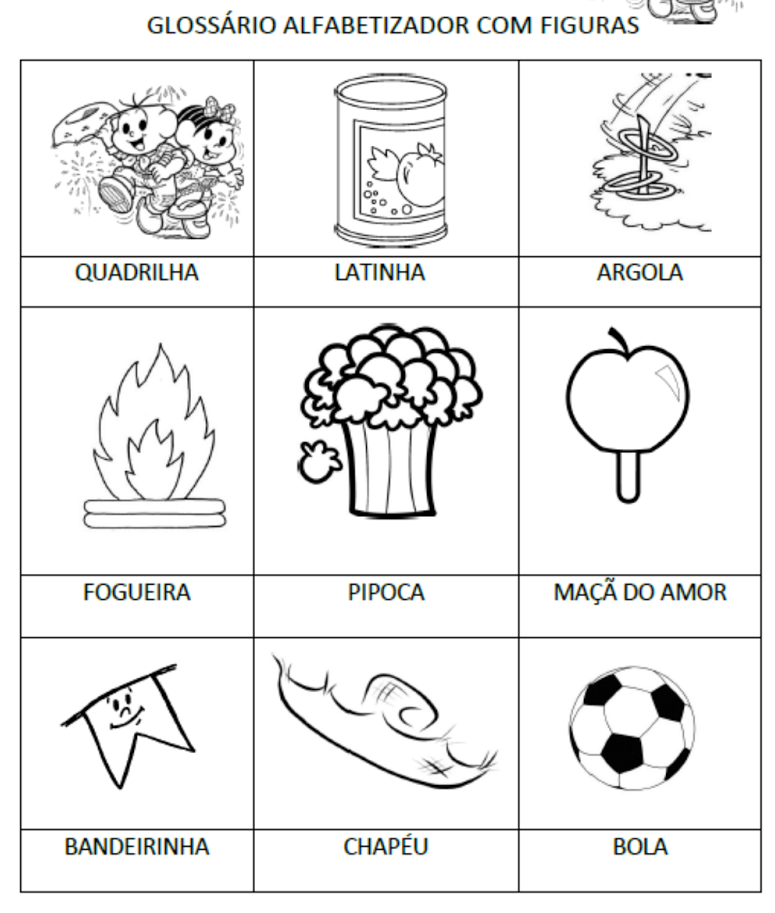 GLOSSÁRIO ALFABETIZADOR COM FIGURAS
QUADRILHA
LATINHA
ARGOLA
FOGUEIRA
PIPOCA
MAÇÃ DO AMOR
BANDEIRINHA
CHAPÉU
BOLA